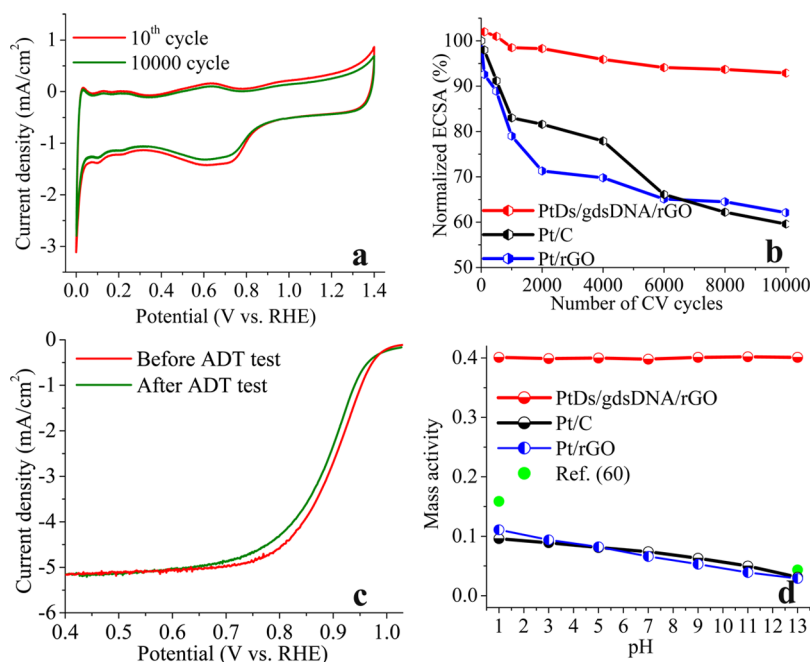 10th cycle
10000 cycle
Current density (mA/cm2)
1
0
-1
-2
-3
0.0 0.2 0.4 0.6 0.8 1.0 1.2 1.4
Potential (V vs. RHE)
a
Normalized ECSA (%)
100
90
80
70
60
50
PtDs/gdsDNA/rGO
Pt/C
Pt/rGO
0 2000 4000 6000 8000 10000
Number of CV cycles
b
Before ADT test
After ADT test
Current density (mA/cm2)
0
-1
-2
-3
-4
-5
-6
0.4 0.5 0.6 0.7 0.8 0.9 1.0
Potential (V vs. RHE)
c
Mass activity
0.4
0.3
0.2
0.1
0.0
PtDs/gdsDNA/rGO
Pt/C
Pt/rGO
Ref. (60)
1 2 3 4 5 6 7 8 9 10 11 12 13
pH
d